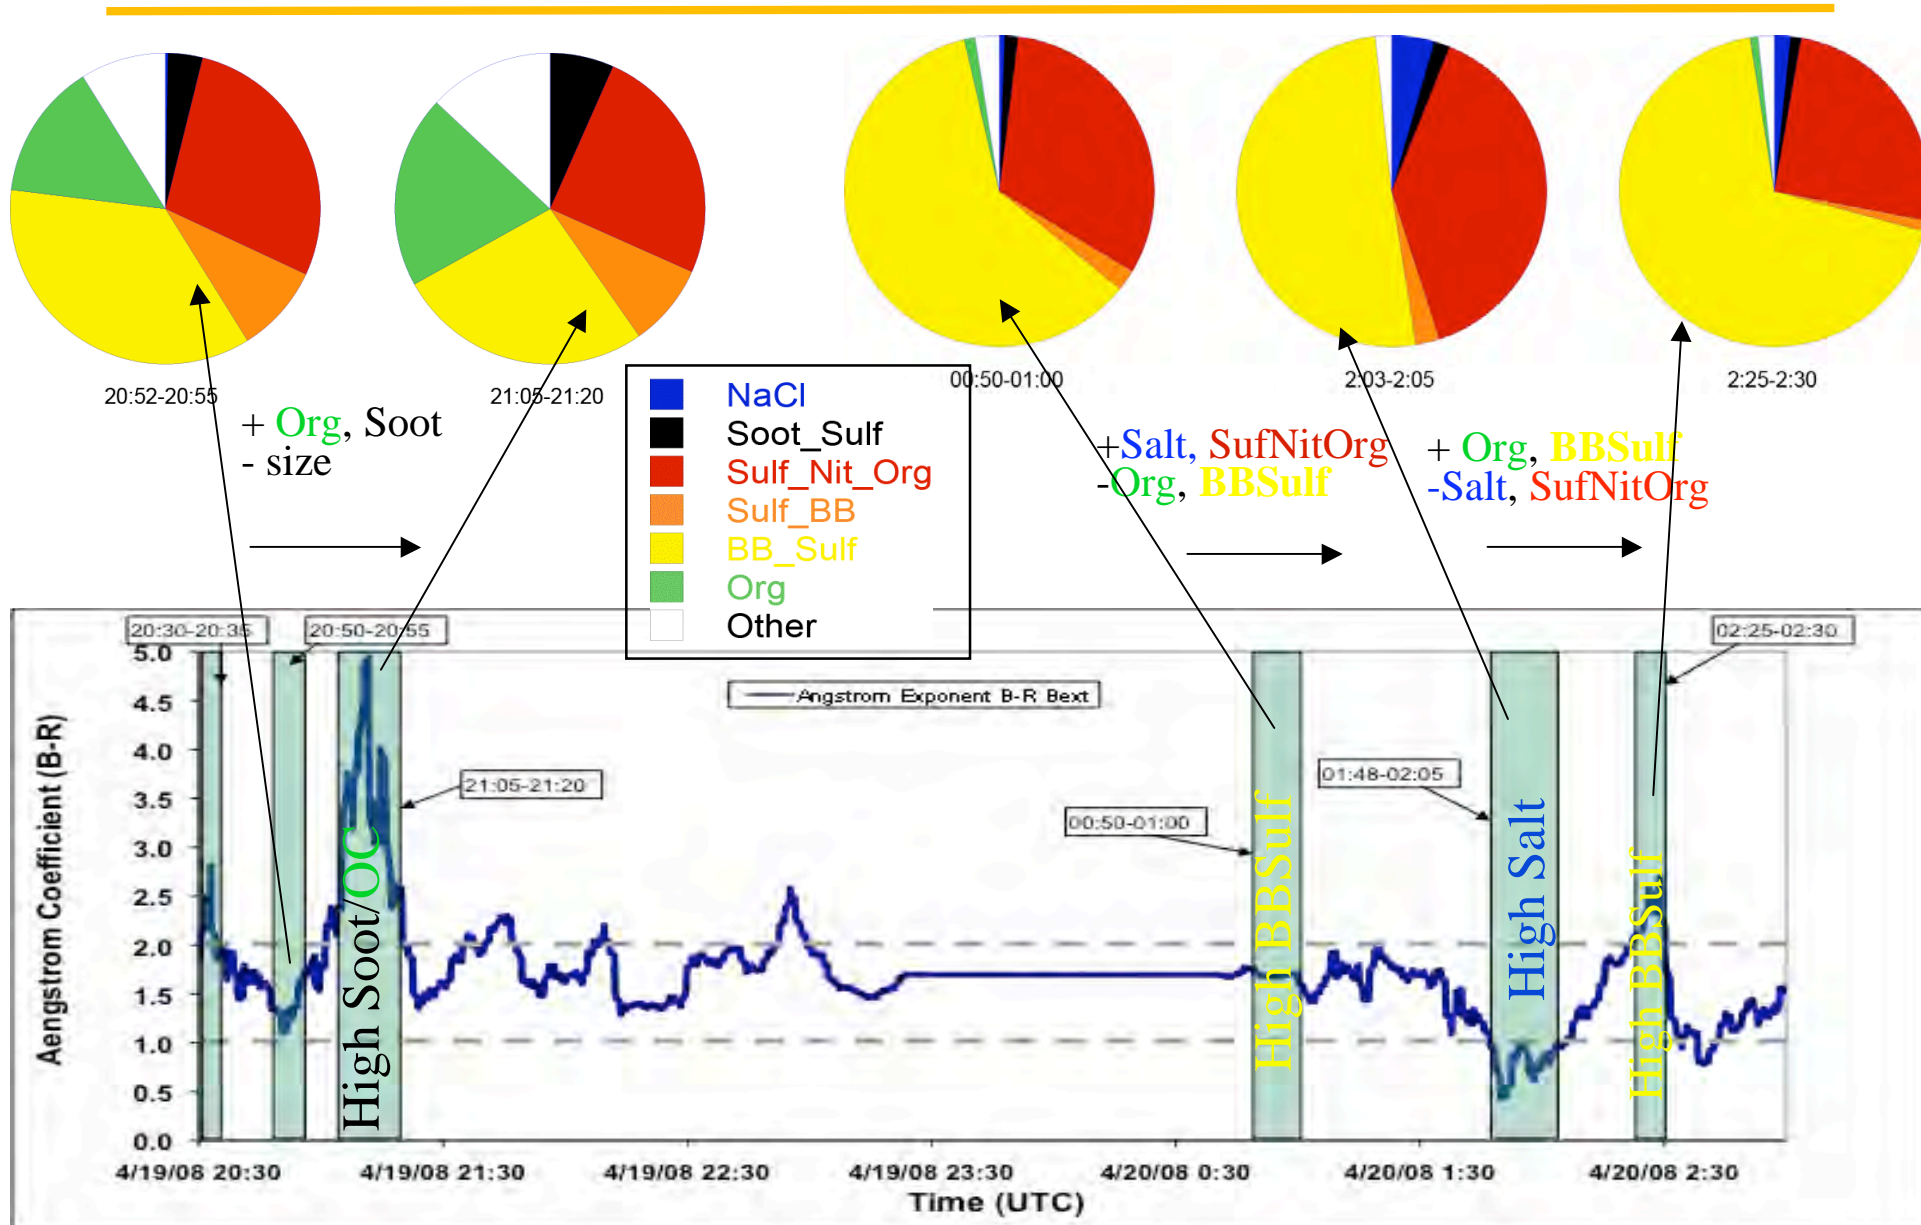 20:52-20:55
21:05-21:20
00:50-01:00
2:03-2:05
2:25-2:30
+ Org, Soot
- size
NaCl
Soot_Sulf
Sulf_Nit_Org
Sulf_BB
BB_Sulf
Org
Other
+Salt, SufNitOrg
-Org, BBSulf
+ Org, BBSulf
-Salt, SufNitOrg
20:30-20:35
20:50-20:55
02:25-02:30
Angstrom Exponent B-R Bext
21:05-21:20
01:48-02:05
00:50-01:00
High Soot/OC
High BBSulf
High Salt
High BBSulf
Aengstrom Coefficient (B-R)
5.0
4.5
4.0
3.5
3.0
2.5
2.0
1.5
1.0
0.5
0.0
4/19/08 20:30
4/19/08 21:30
4/19/08 22:30
4/19/08 23:30
4/20/08 0:30
4/20/08 1:30
4/20/08 2:30
Time (UTC)